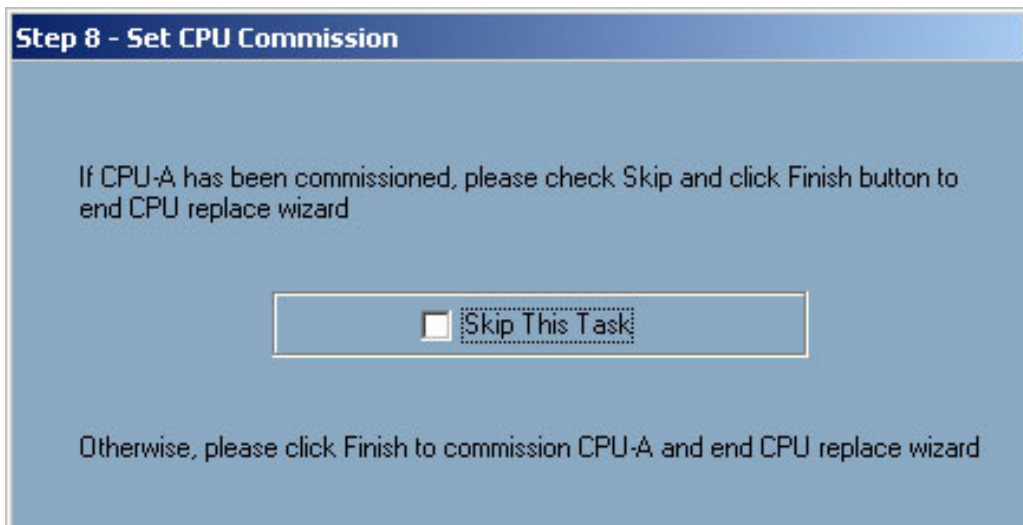 Step 8 - Set CPU Commission
If CPU-A has been commissioned, please check Skip and click Finish button to
end CPU replace wizard
Skip This Task
Otherwise, please click Finish to commission CPU-A and end CPU replace wizard